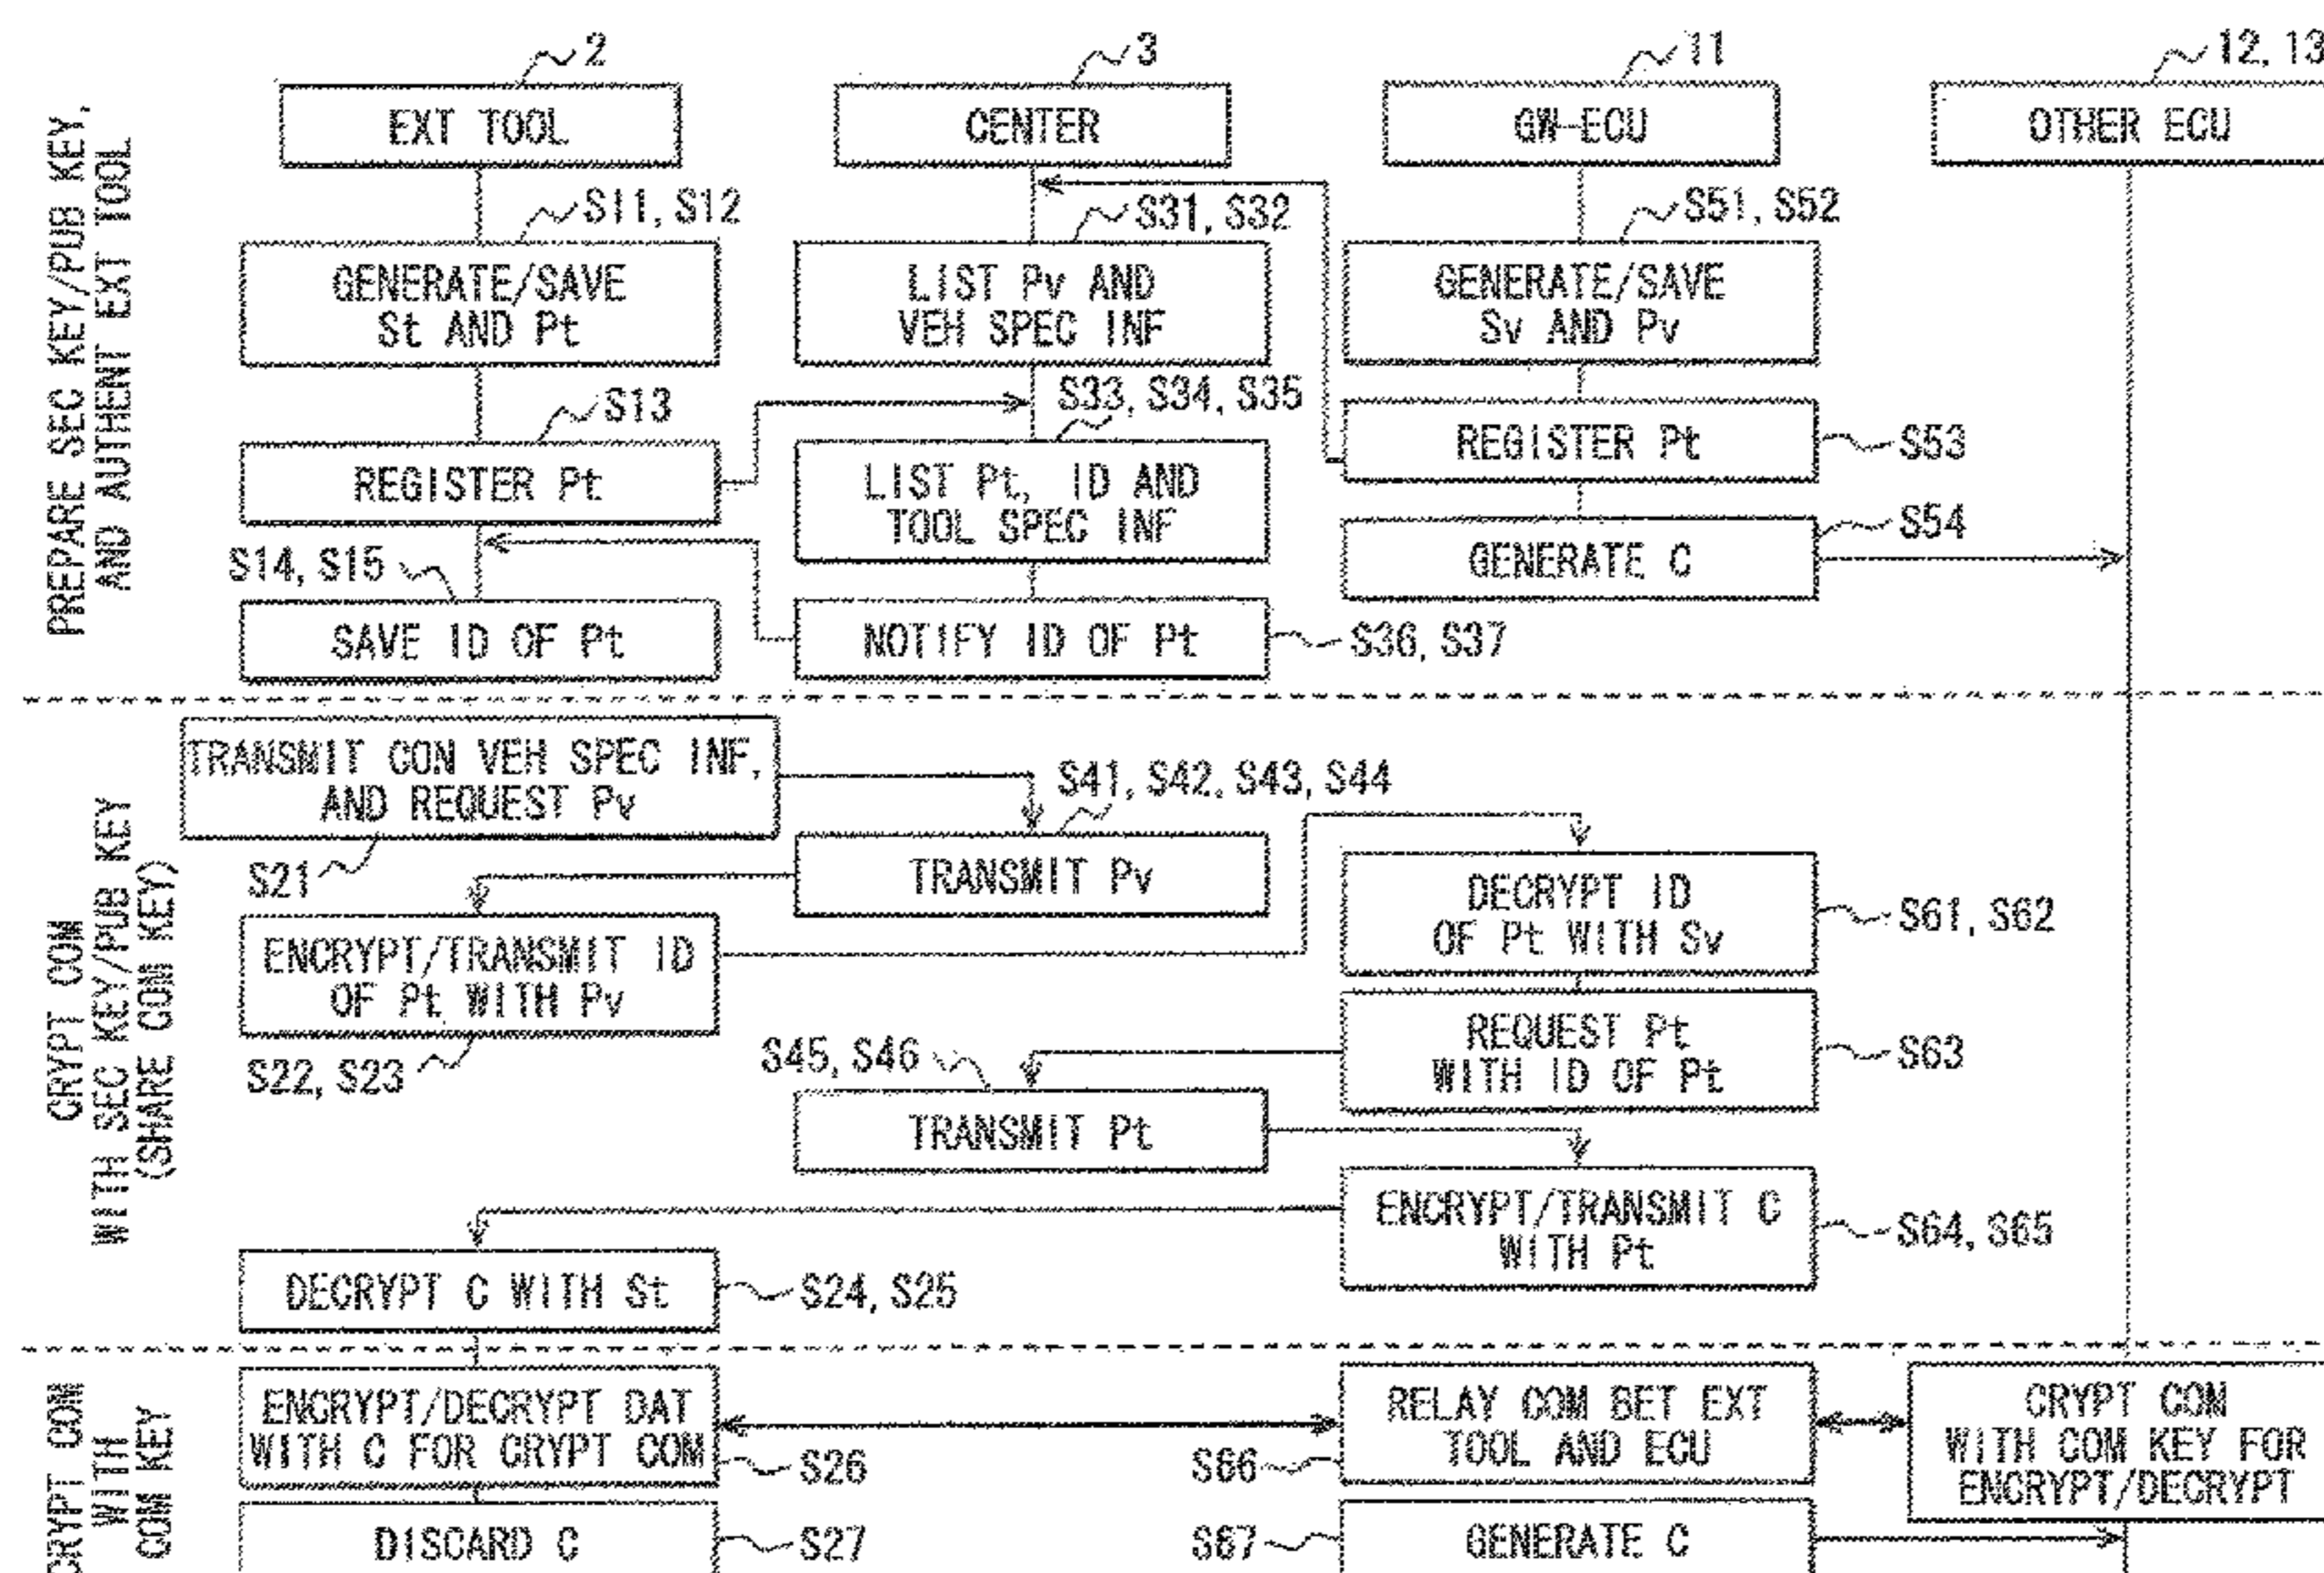 2
3
11
12, 13
EXT TOOL
CENTER
GW-ECU
OTHER ECU
PREPARE SEC KEY/PUB KEY,
AND AUTHENT EXT TOOL
S11, S12
S31, S32
S51, S52
GENERATE/SAVE
St AND Pt
LIST Pv AND
VEH SPEC INF
GENERATE/SAVE
Sv AND Pv
S13
S33, S34, S35
REGISTER Pt
LIST Pt, ID AND
TOOL SPEC INF
REGISTER Pt
S53
S54
GENERATE C
S14, S15
SAVE ID OF Pt
NOTIFY ID OF Pt
S36, S37
CRYPT COM
WITH SEC KEY/PUB KEY
(SHARE COM KEY)
TRANSMIT CON VEH SPEC INF,
AND REQUEST Pv
S21
S41, S42, S43, S44
TRANSMIT Pv
DECRYPT ID
OF Pt WITH Sv
S61, S62
ENCRYPT/TRANSMIT ID
OF Pt WITH Pv
S22, S23
S45, S46
REQUEST Pt
WITH ID OF Pt
S63
TRANSMIT Pt
ENCRYPT/TRANSMIT C
WITH Pt
S64, S65
DECRYPT C WITH St
S24, S25
CRYPT COM
WITH
COM KEY
ENCRYPT/DECRYPT DAT
WITH C FOR CRYPT COM
S26
S66
RELAY COM BET EXT
TOOL AND ECU
CRYPT COM
WITH COM KEY FOR
ENCRYPT/DECRYPT
DISCARD C
S27
S67
GENERATE C